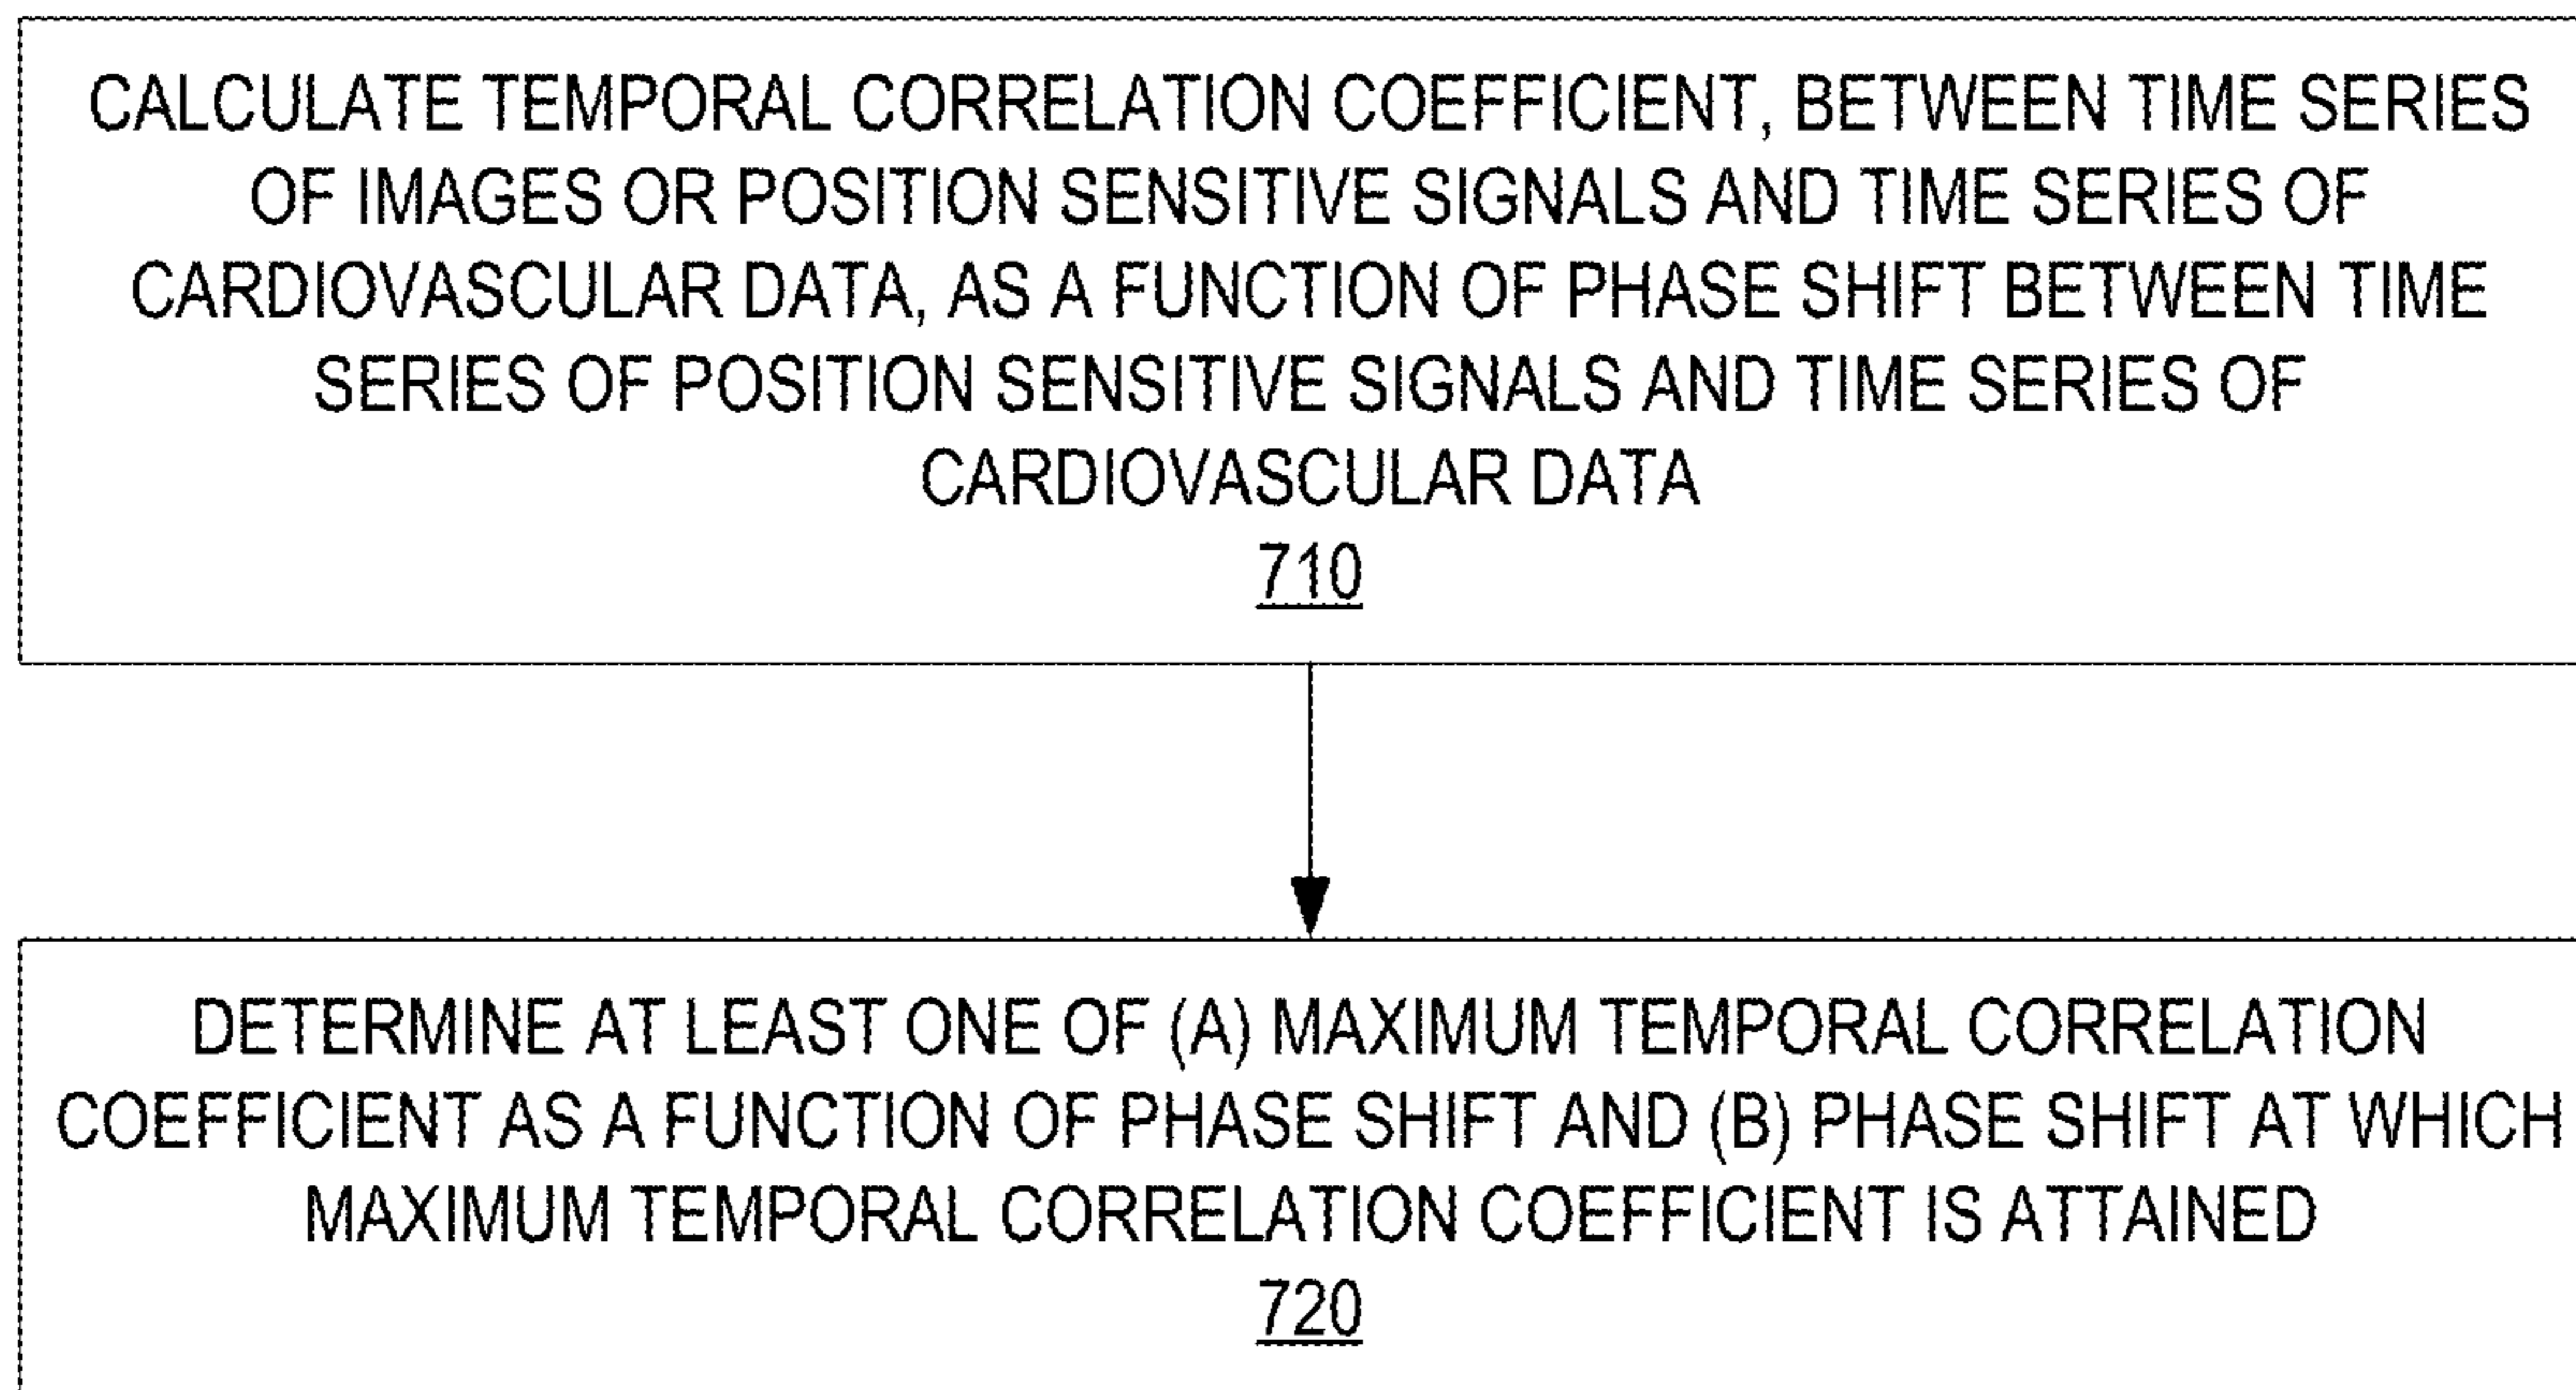 CALCULATE TEMPORAL CORRELATION COEFFICIENT, BETWEEN TIME SERIES
OF IMAGES OR POSITION SENSITIVE SIGNALS AND TIME SERIES OF
CARDIOVASCULAR DATA, AS A FUNCTION OF PHASE SHIFT BETWEEN TIME
SERIES OF POSITION SENSITIVE SIGNALS AND TIME SERIES OF
CARDIOVASCULAR DATA
710
DETERMINE AT LEAST ONE OF (A) MAXIMUM TEMPORAL CORRELATION
COEFFICIENT AS A FUNCTION OF PHASE SHIFT AND (B) PHASE SHIFT AT WHICH
MAXIMUM TEMPORAL CORRELATION COEFFICIENT IS ATTAINED
720